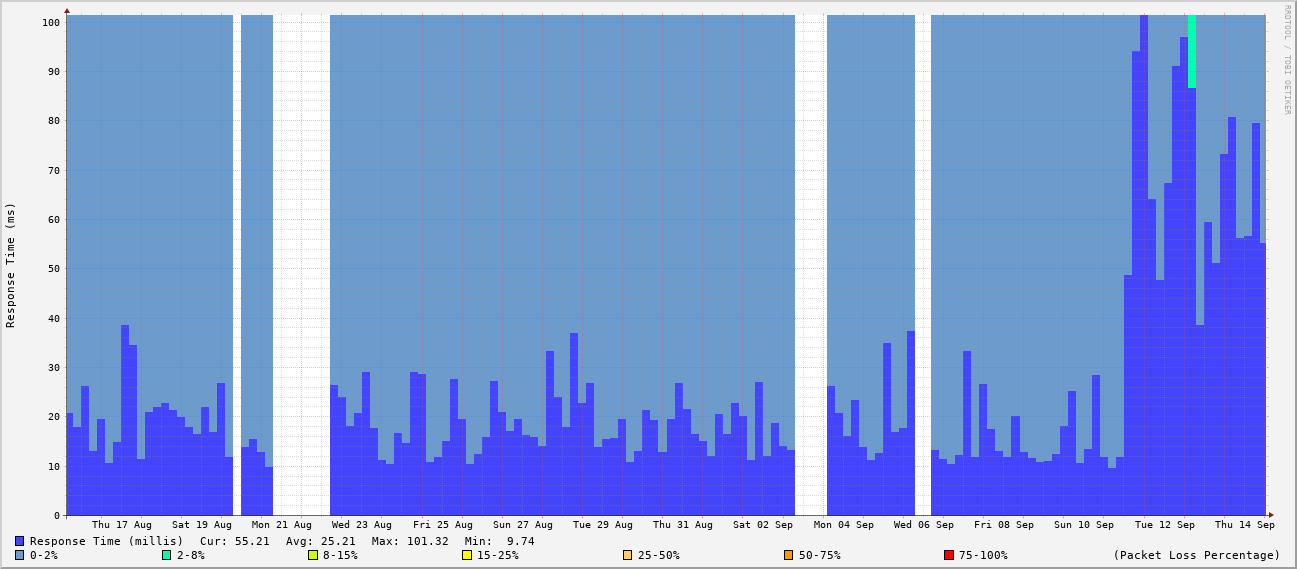 RRDTOOL / TOBI OETIKER
Response Time (ms)
100
90
80
70
60
50
40
30
20
10
0
Thu 17 Aug Sat 19 Aug Mon 21 Aug Wed 23 Aug Fri 25 Aug Sun 27 Aug Tue 29 Aug Thu 31 Aug Sat 02 Sep Mon 04 Sep Wed 06 Sep Fri 08 Sep Sun 10 Sep Tue 12 Sep Thu 14 Sep
Response Time (millis) Cur: 55.21 Avg: 25.21 Max: 101.32 Min: 9.74
0-2% 2-8% 8-15% 15-25% 25-50% 50-75% 75-100% (Packet Loss Percentage)